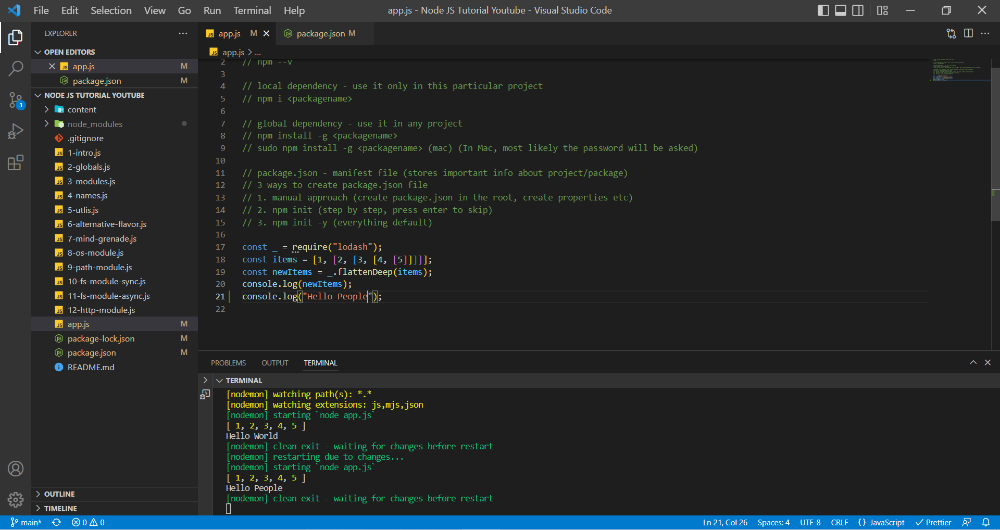 File Edit Selection View Go Run Terminal Help
app.js - Node JS Tutorial Youtube - Visual Studio Code
EXPLORER
OPEN EDITORS
app.js M
package.json M
NODE JS TUTORIAL YOUTUBE
content
node_modules
.gitignore
1-intro.js
2-globals.js
3-modules.js
4-names.js
5-utlis.js
6-alternative-flavor.js
7-mind-grenade.js
8-os-module.js
9-path-module.js
10-fs-module-sync.js
11-fs-module-async.js
12-http-module.js
app.js M
package-lock.json M
package.json M
README.md
OUTLINE
TIMELINE
3
app.js M package.json M
app.js > ...
2 // npm --v
3
4 // local dependency - use it only in this particular project
5 // npm i <packagename>
6
7 // global dependency - use it in any project
8 // npm install -g <packagename>
9 // sudo npm install -g <packagename> (mac) (In Mac, most likely the password will be asked)
10
11 // package.json - manifest file (stores important info about project/package)
12 // 3 ways to create package.json file
13 // 1. manual approach (create package.json in the root, create properties etc)
14 // 2. npm init (step by step, press enter to skip)
15 // 3. npm init -y (everything default)
16
17 const _ = require("lodash");
18 const items = [1, [2, [3, [4, [5]]]]];
19 const newItems = _.flattenDeep(items);
20 console.log(newItems);
21 console.log("Hello People");
22
PROBLEMS OUTPUT TERMINAL
TERMINAL
[nodemon] watching path(s): *.*
[nodemon] watching extensions: js,mjs,json
[nodemon] starting `node app.js`
[ 1, 2, 3, 4, 5 ]
Hello World
[nodemon] clean exit - waiting for changes before restart
[nodemon] restarting due to changes...
[nodemon] starting `node app.js`
[ 1, 2, 3, 4, 5 ]
Hello People
[nodemon] clean exit - waiting for changes before restart
main* 0 0 Ln 21, Col 26 Spaces: 4 UTF-8 CRLF {} JavaScript Prettier